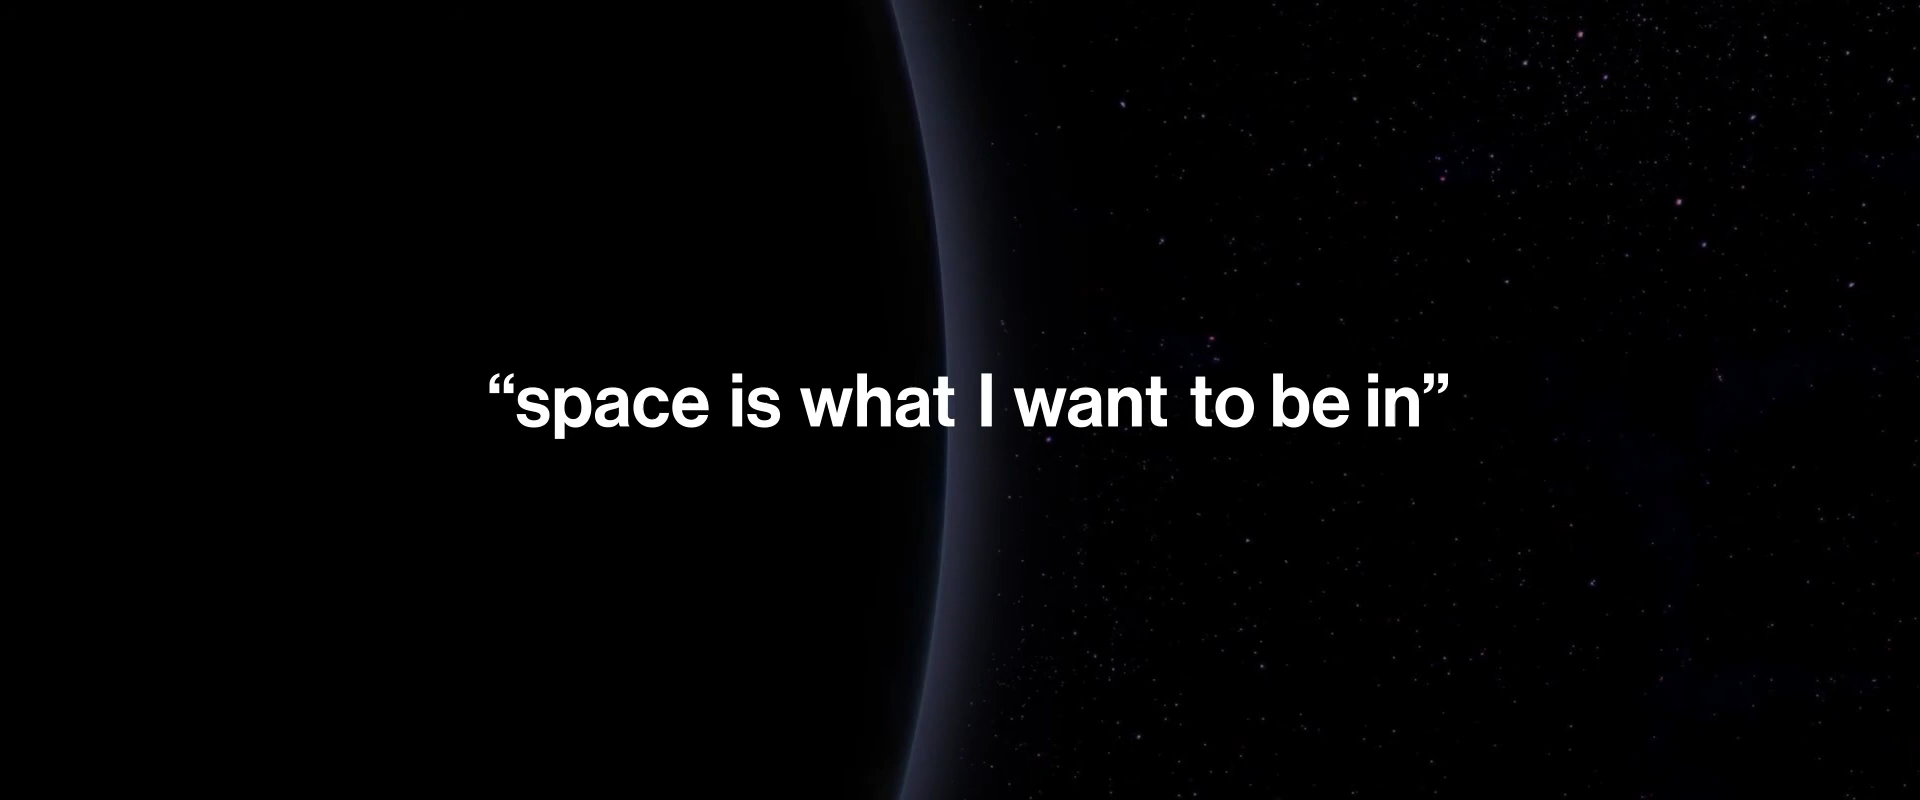 “space is what I want to be in”